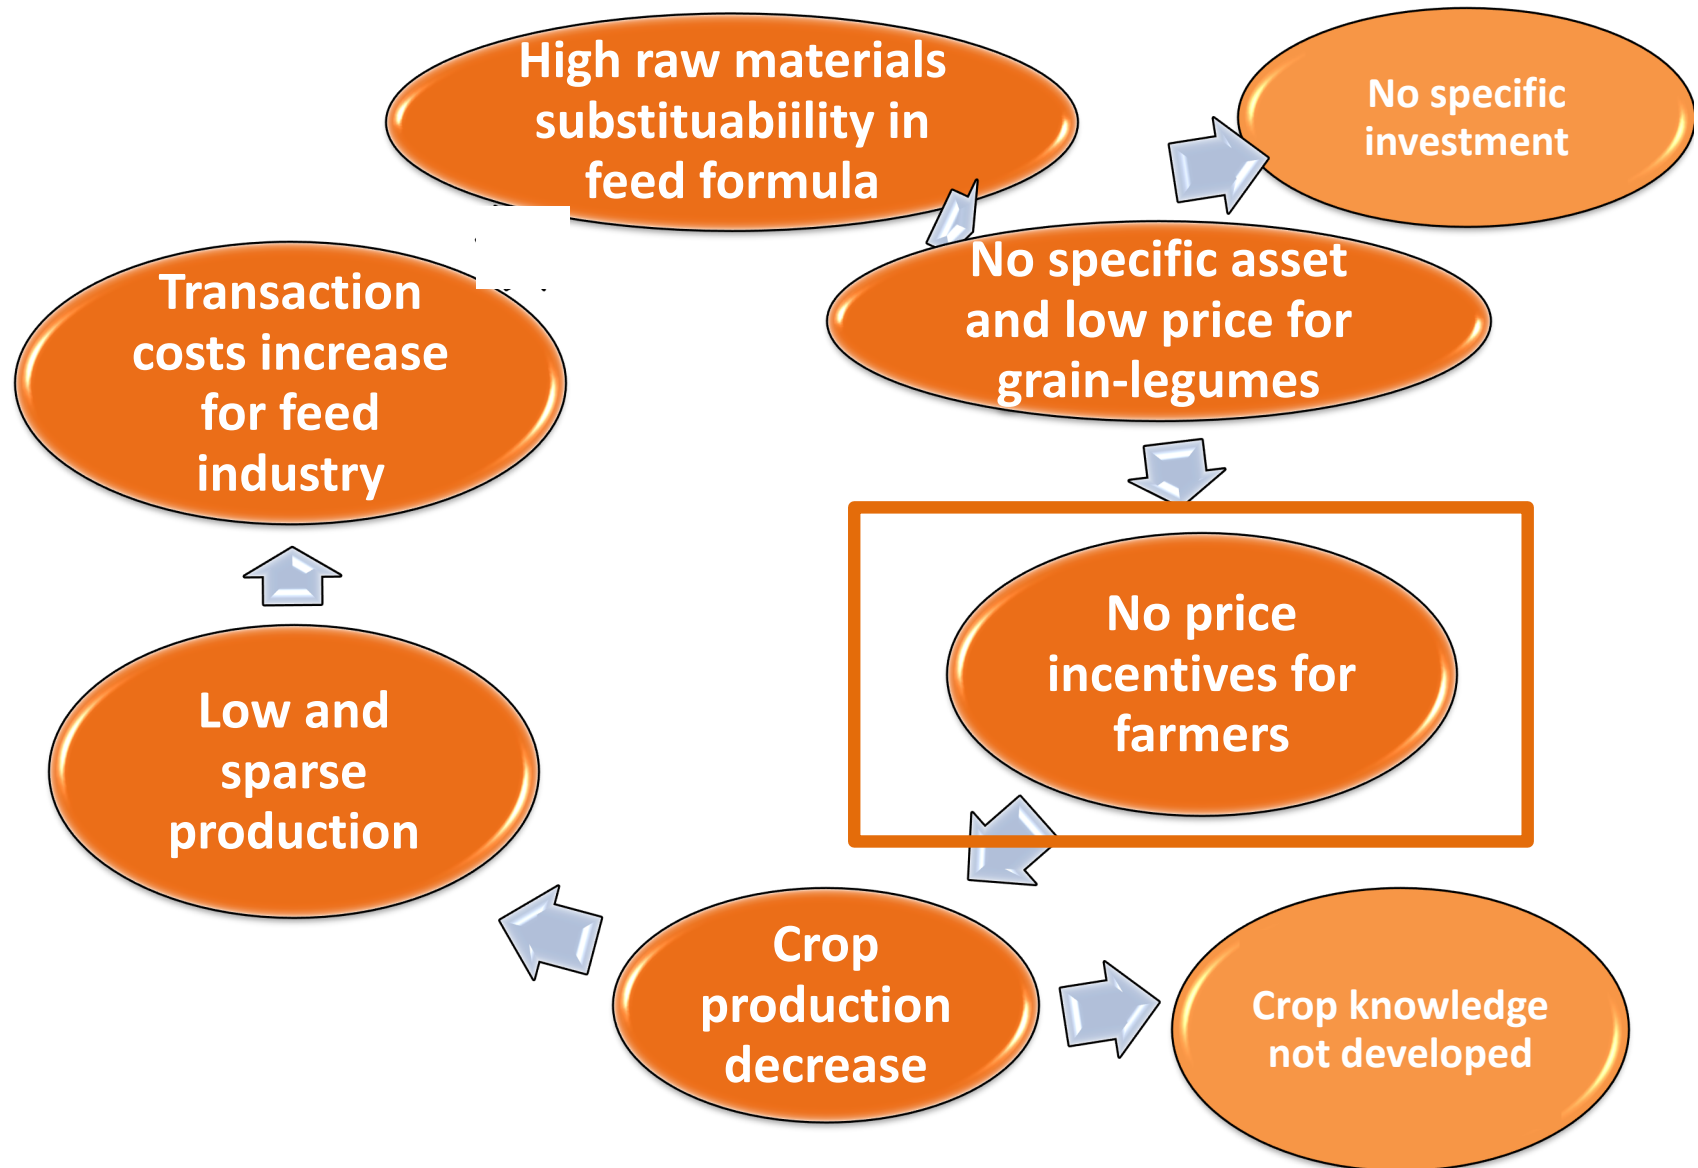 High raw materials
substituabiility in
feed formula
No specific
investment
No specific asset
and low price for
grain-legumes
Transaction
costs increase
for feed
industry
No price
incentives for
farmers
Low and
sparse
production
Crop
production
decrease
Crop knowledge
not developed